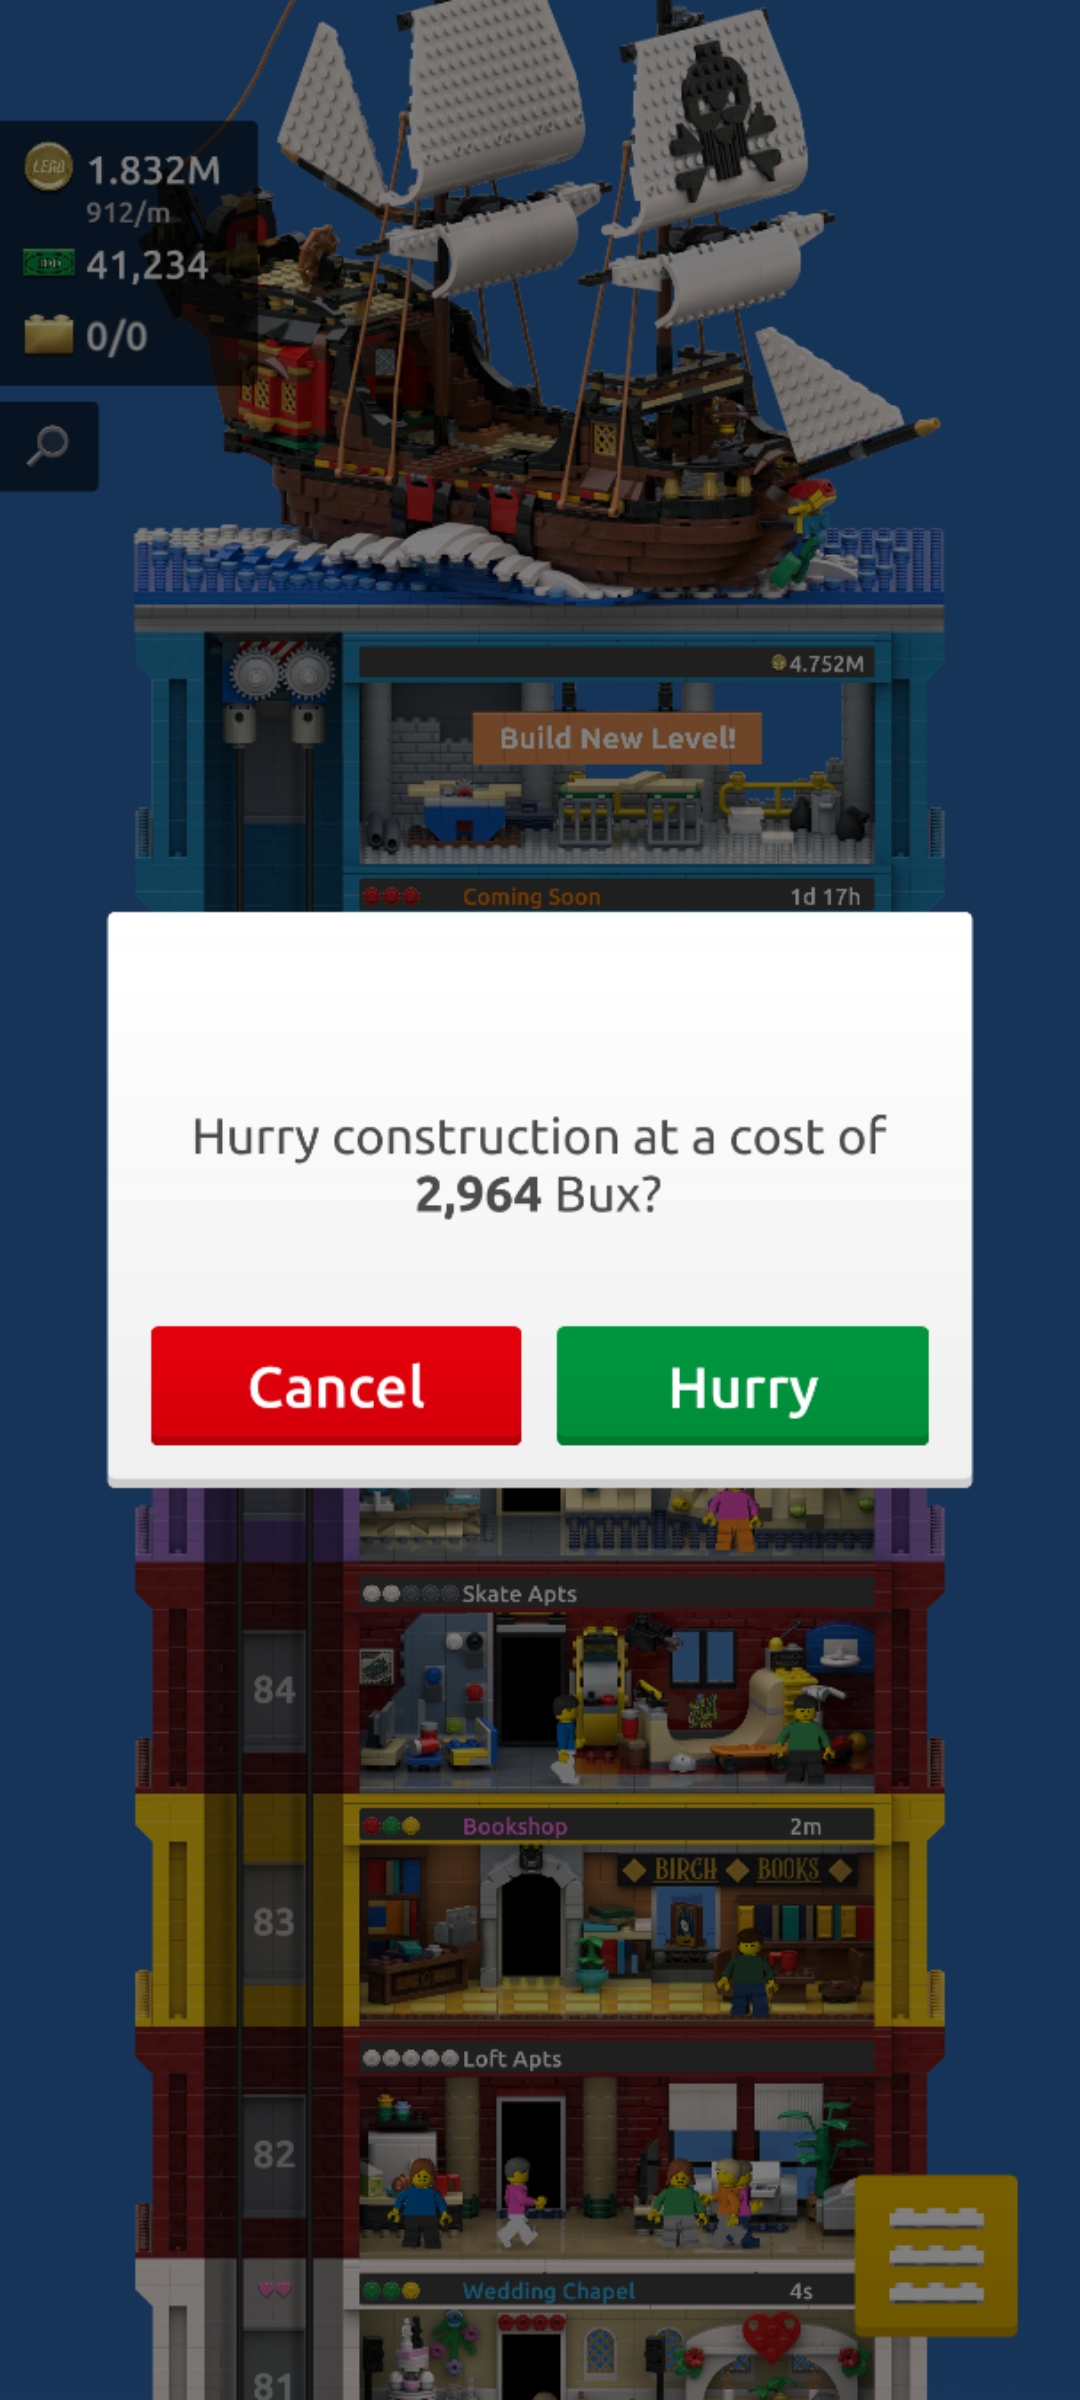 LEGO 1.832M
912/m
41,234
0/0
4.752M
Build New Level!
Coming Soon 1d 17h
Hurry construction at a cost of
2,964 Bux?
Cancel Hurry
Skate Apts
84
Bookshop 2m
BIRCH BOOKS
83
Loft Apts
82
Wedding Chapel 4s
81